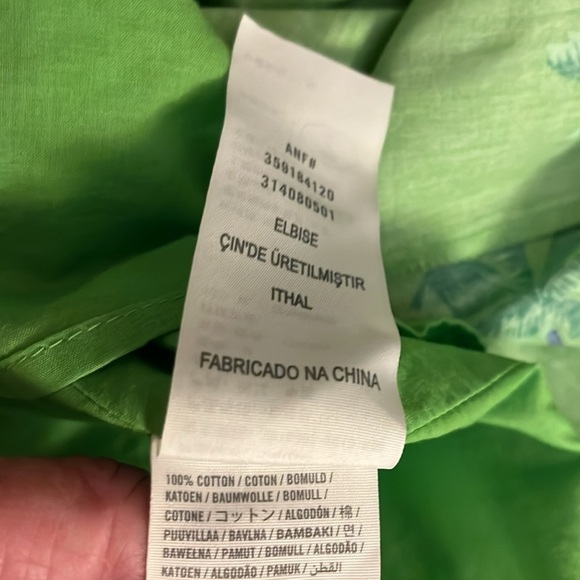 ANF#
359184120
314080501
ELBISE
ÇIN'DE ÜRETILMIŞTIR
ITHAL
FABRICADO NA CHINA
100% COTTON / COTON / BOMULD /
KATOEN / BAUMWOLLE / BOMULL /
COTONE / コットン / ALGODÓN / 棉 /
PUUVILLAA / BAVLNA / BAMBAKI / 면 /
BAWEŁNA / PAMUT / BOMULL / ALGODÃO /
KATOEN / ALGODÃO / PAMUK / القطن